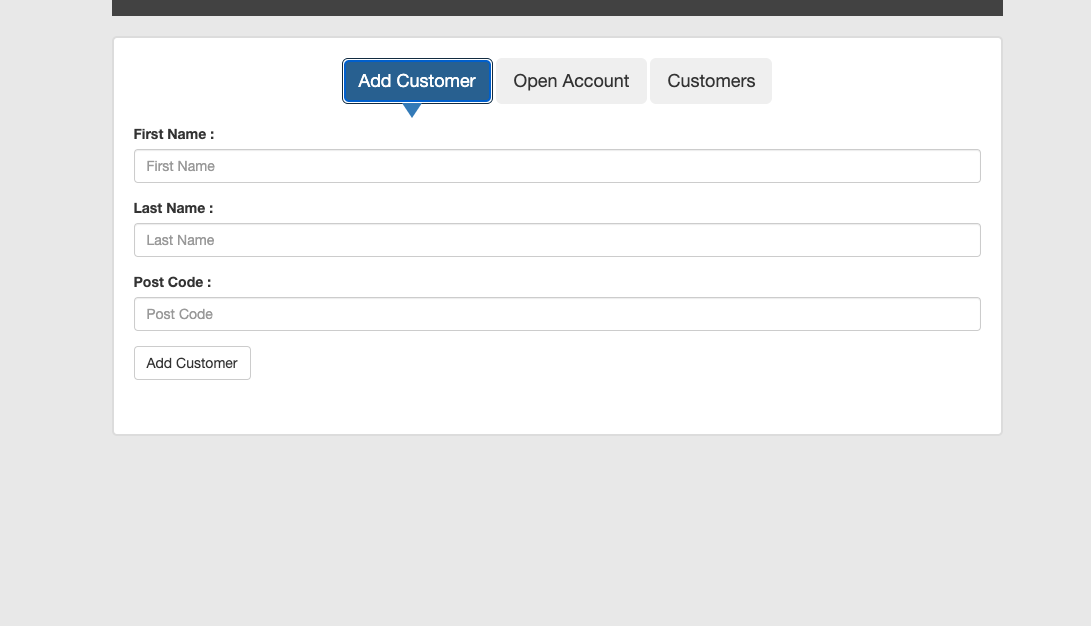 Add Customer Open Account Customers
First Name :
First Name
Last Name :
Last Name
Post Code :
Post Code
Add Customer